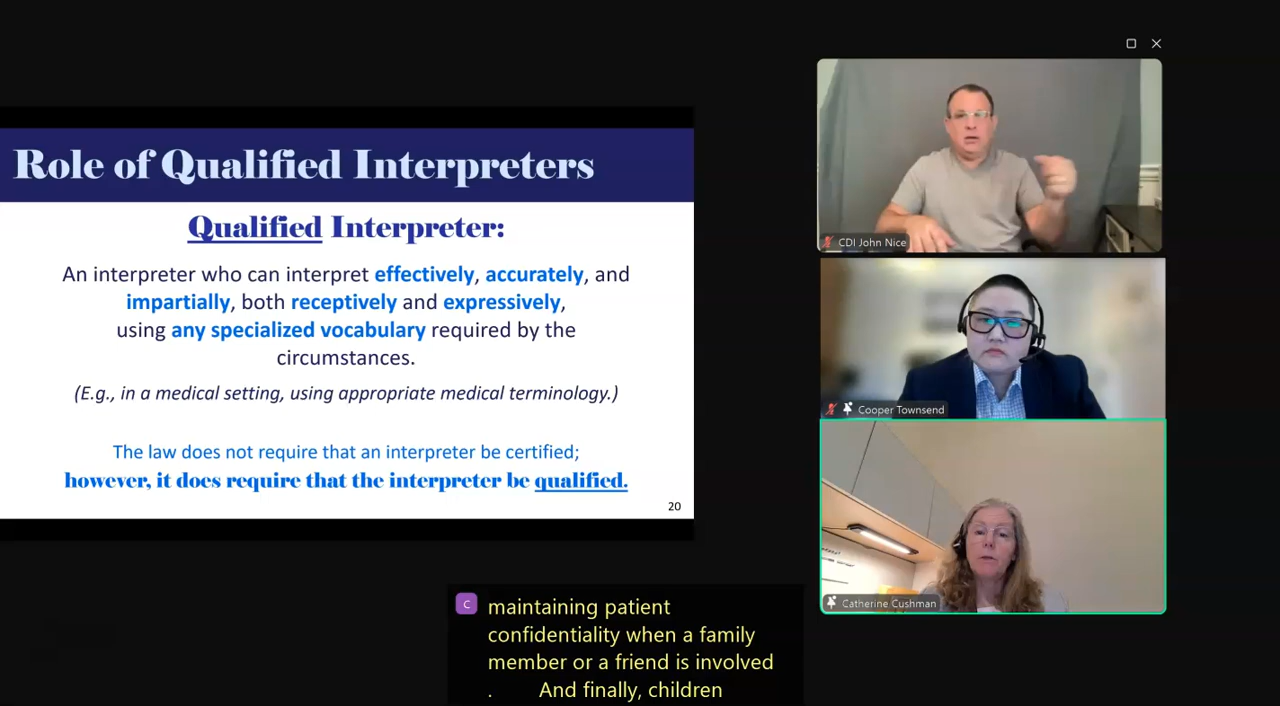 Role of Qualified Interpreters
Qualified Interpreter:
An interpreter who can interpret effectively, accurately, and
impartially, both receptively and expressively,
using any specialized vocabulary required by the
circumstances.
(E.g., in a medical setting, using appropriate medical terminology.)
The law does not require that an interpreter be certified;
however, it does require that the interpreter be qualified.
20
CDI John Nice
Cooper Townsend
Catherine Cushman
C
maintaining patient
confidentiality when a family
member or a friend is involved
. And finally, children